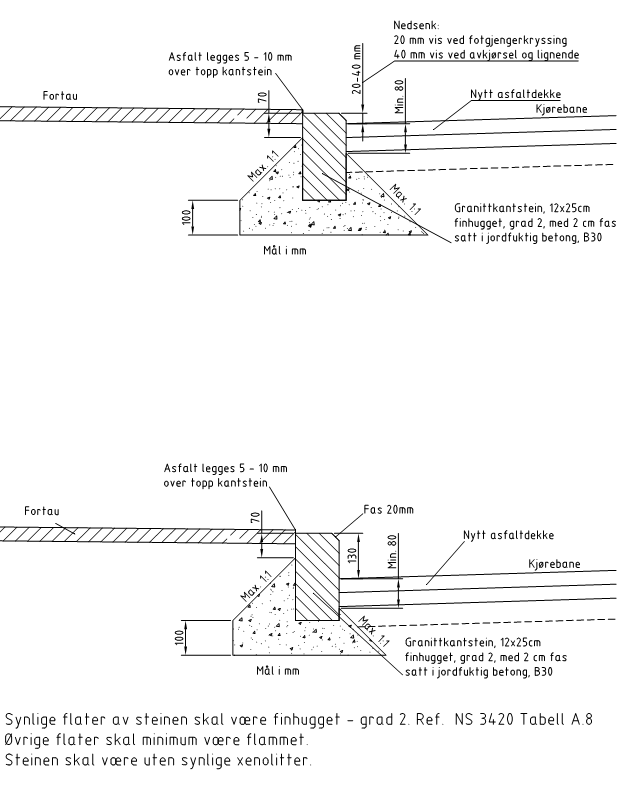 Nedsenk:
20 mm vis ved fotgjengerkryssing
40 mm vis ved avkjørsel og lignende
Asfalt legges 5 - 10 mm
over topp kantstein
20-40 mm
Fortau
70
Min. 80
Nytt asfaltdekke
Kjørebane
Max. 1:1
Max. 1:1
100
Granittkantstein, 12x25cm
finhugget, grad 2, med 2 cm fas
satt i jordfuktig betong, B30
Mål i mm
Asfalt legges 5 - 10 mm
over topp kantstein
Fortau
70
Fas 20mm
130
Min. 80
Nytt asfaltdekke
Kjørebane
Max. 1:1
Max. 1:1
100
Granittkantstein, 12x25cm
finhugget, grad 2, med 2 cm fas
satt i jordfuktig betong, B30
Mål i mm
Synlige flater av steinen skal være finhugget - grad 2. Ref. NS 3420 Tabell A.8
Øvrige flater skal minimum være flammet.
Steinen skal være uten synlige xenolitter.